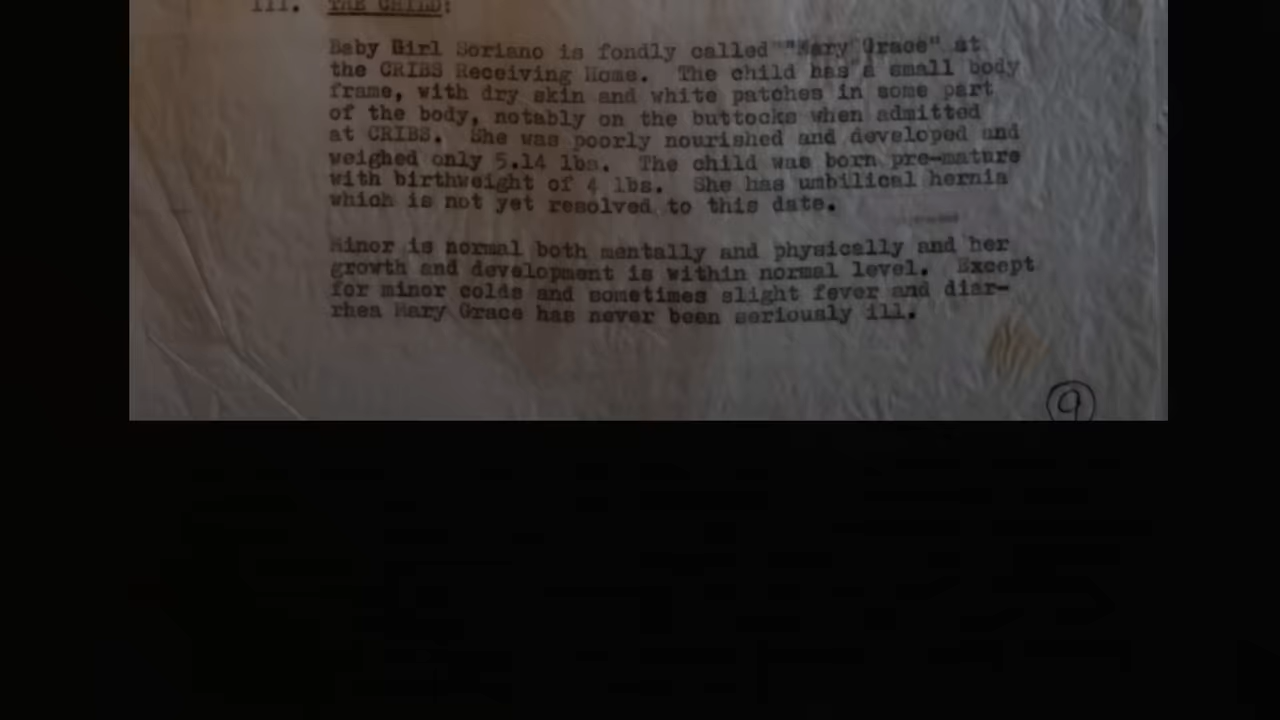 III. THE CHILD:
Baby Girl Soriano is fondly called "Mary Grace" at
the CRIBS Receiving Home. The child has a small body
frame, with dry skin and white patches in some part
of the body, notably on the buttocks when admitted
at CRIBS. She was poorly nourished and developed and
weighed only 5.14 lbs. The child was born pre-mature
with birthweight of 4 lbs. She has umbilical hernia
which is not yet resolved to this date.
Minor is normal both mentally and physically and her
growth and development is within normal level. Except
for minor colds and sometimes slight fever and diar-
rhea Mary Grace has never been seriously ill.
9